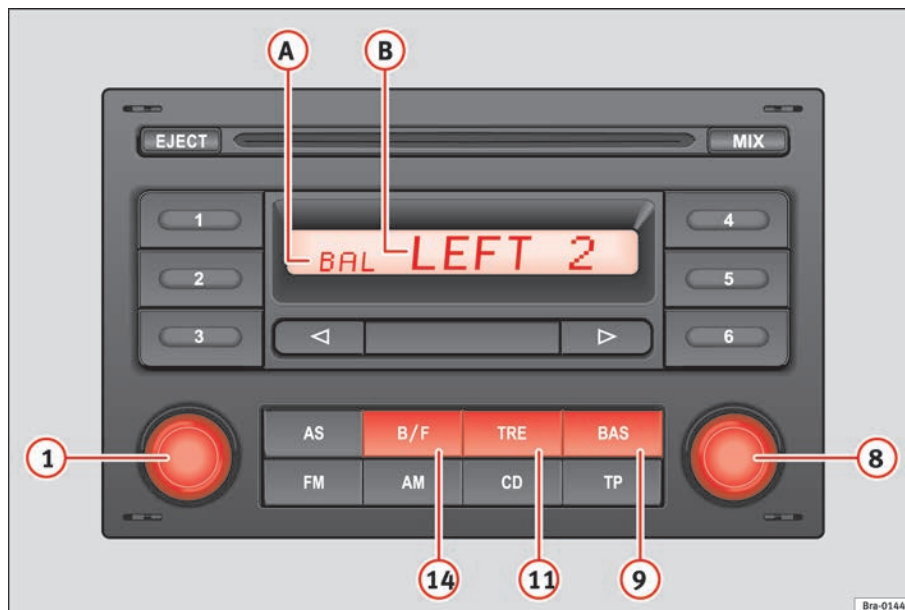 A B
EJECT MIX
1 4
BAL LEFT 2
2 5
3 6
AS B/F TRE BAS
1 8
FM AM CD TP
14 11 9
Bra-0144